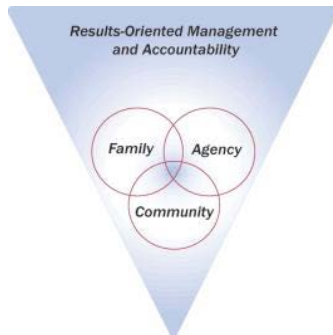 Results-Oriented Management
and Accountability
Family
Agency
Community